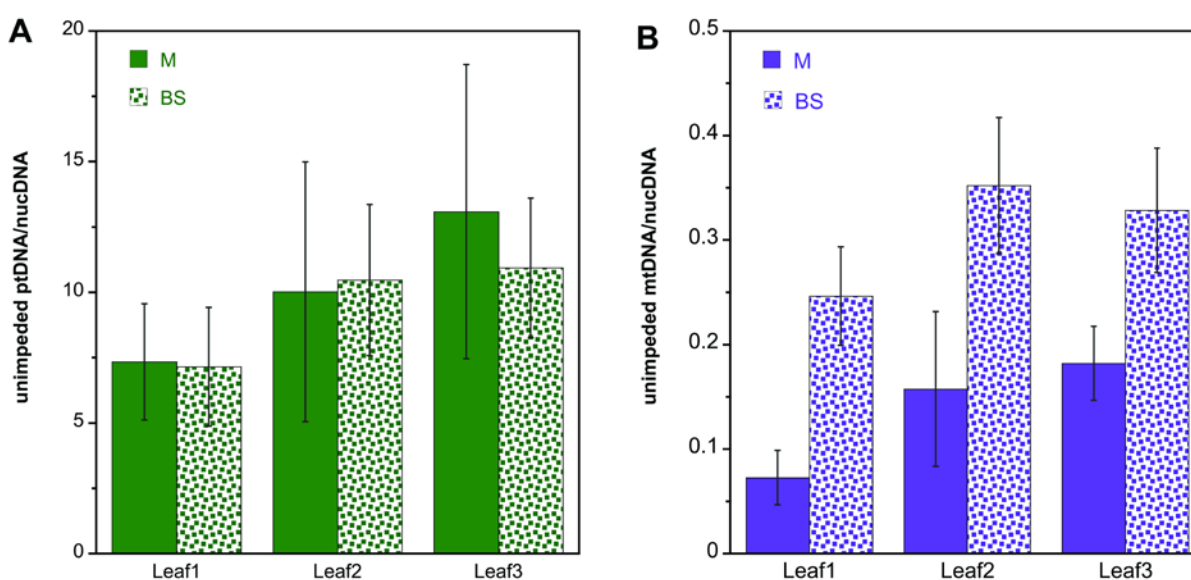 A
unimpeded ptDNA/nucDNA
20
15
10
5
0
M
BS
Leaf1 Leaf2 Leaf3
B
unimpeded mtDNA/nucDNA
0.5
0.4
0.3
0.2
0.1
0
M
BS
Leaf1 Leaf2 Leaf3